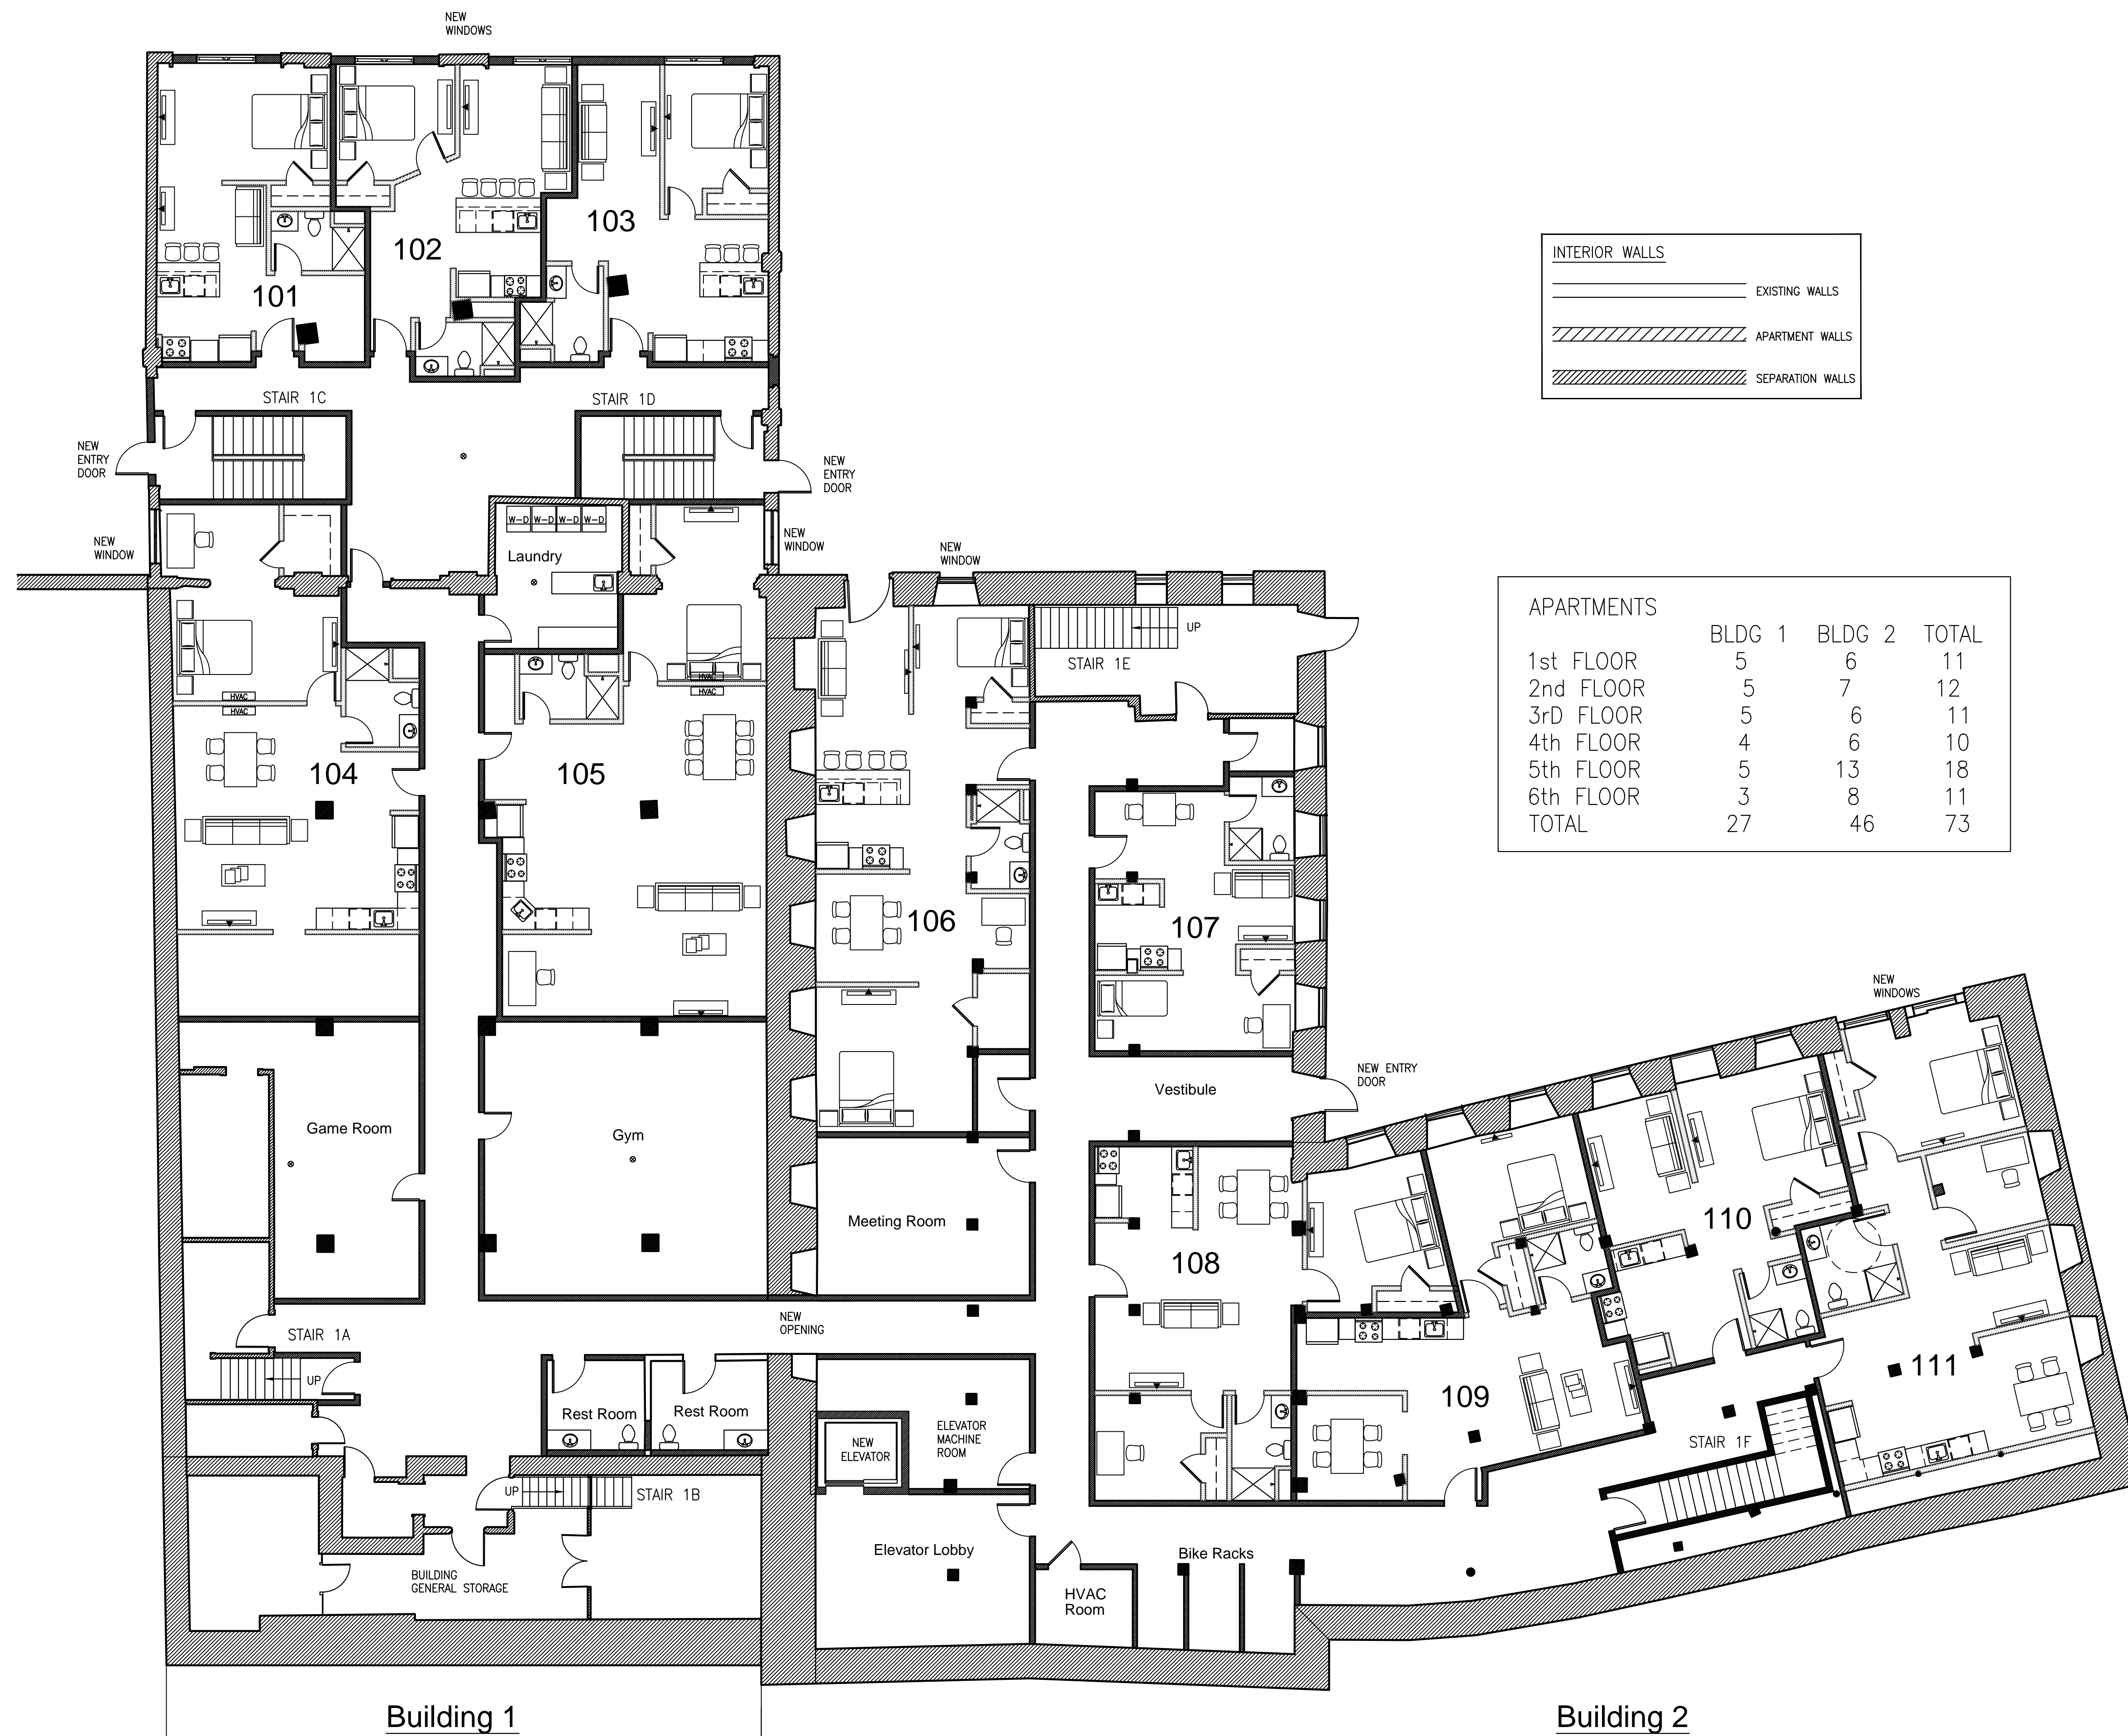 NEW
WINDOWS
101
102
103
STAIR 1C
STAIR 1D
NEW
ENTRY
DOOR
NEW
ENTRY
DOOR
INTERIOR WALLS
EXISTING WALLS
APARTMENT WALLS
SEPARATION WALLS
NEW
WINDOW
W-D W-D W-D W-D
Laundry
NEW
WINDOW
NEW
WINDOW
UP
STAIR 1E
HVAC
HVAC
HVAC
HVAC
104
105
106
107
APARTMENTS
BLDG 1 BLDG 2 TOTAL
1st FLOOR 5 6 11
2nd FLOOR 5 7 12
3rD FLOOR 5 6 11
4th FLOOR 4 6 10
5th FLOOR 5 13 18
6th FLOOR 3 8 11
TOTAL 27 46 73
NEW
WINDOWS
NEW ENTRY
DOOR
Vestibule
Game Room
Gym
Meeting Room
108
109
110
111
NEW
OPENING
STAIR 1A
UP
Rest Room
Rest Room
NEW
ELEVATOR
ELEVATOR
MACHINE
ROOM
STAIR 1F
UP
STAIR 1B
Elevator Lobby
Bike Racks
BUILDING
GENERAL STORAGE
HVAC
Room
Building 1
Building 2